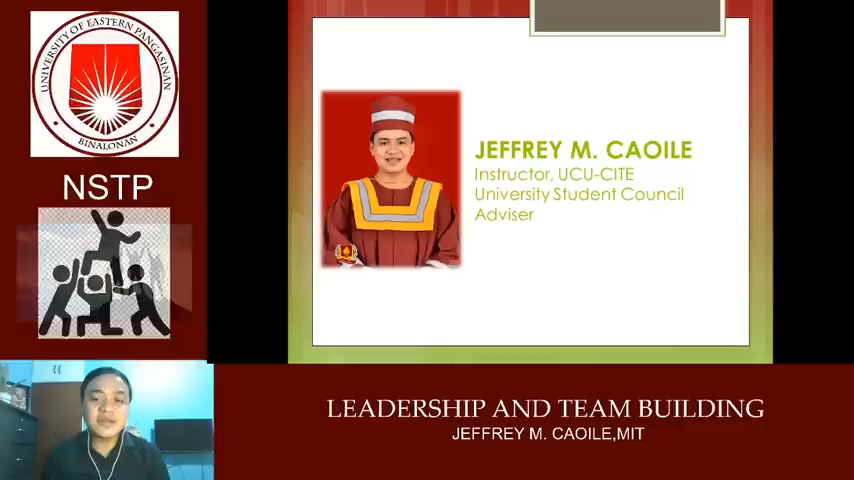 UNIVERSITY OF EASTERN PANGASINAN
BINALONAN
NSTP
JEFFREY M. CAOILE
Instructor, UCU-CITE
University Student Council
Adviser
LEADERSHIP AND TEAM BUILDING
JEFFREY M. CAOILE,MIT